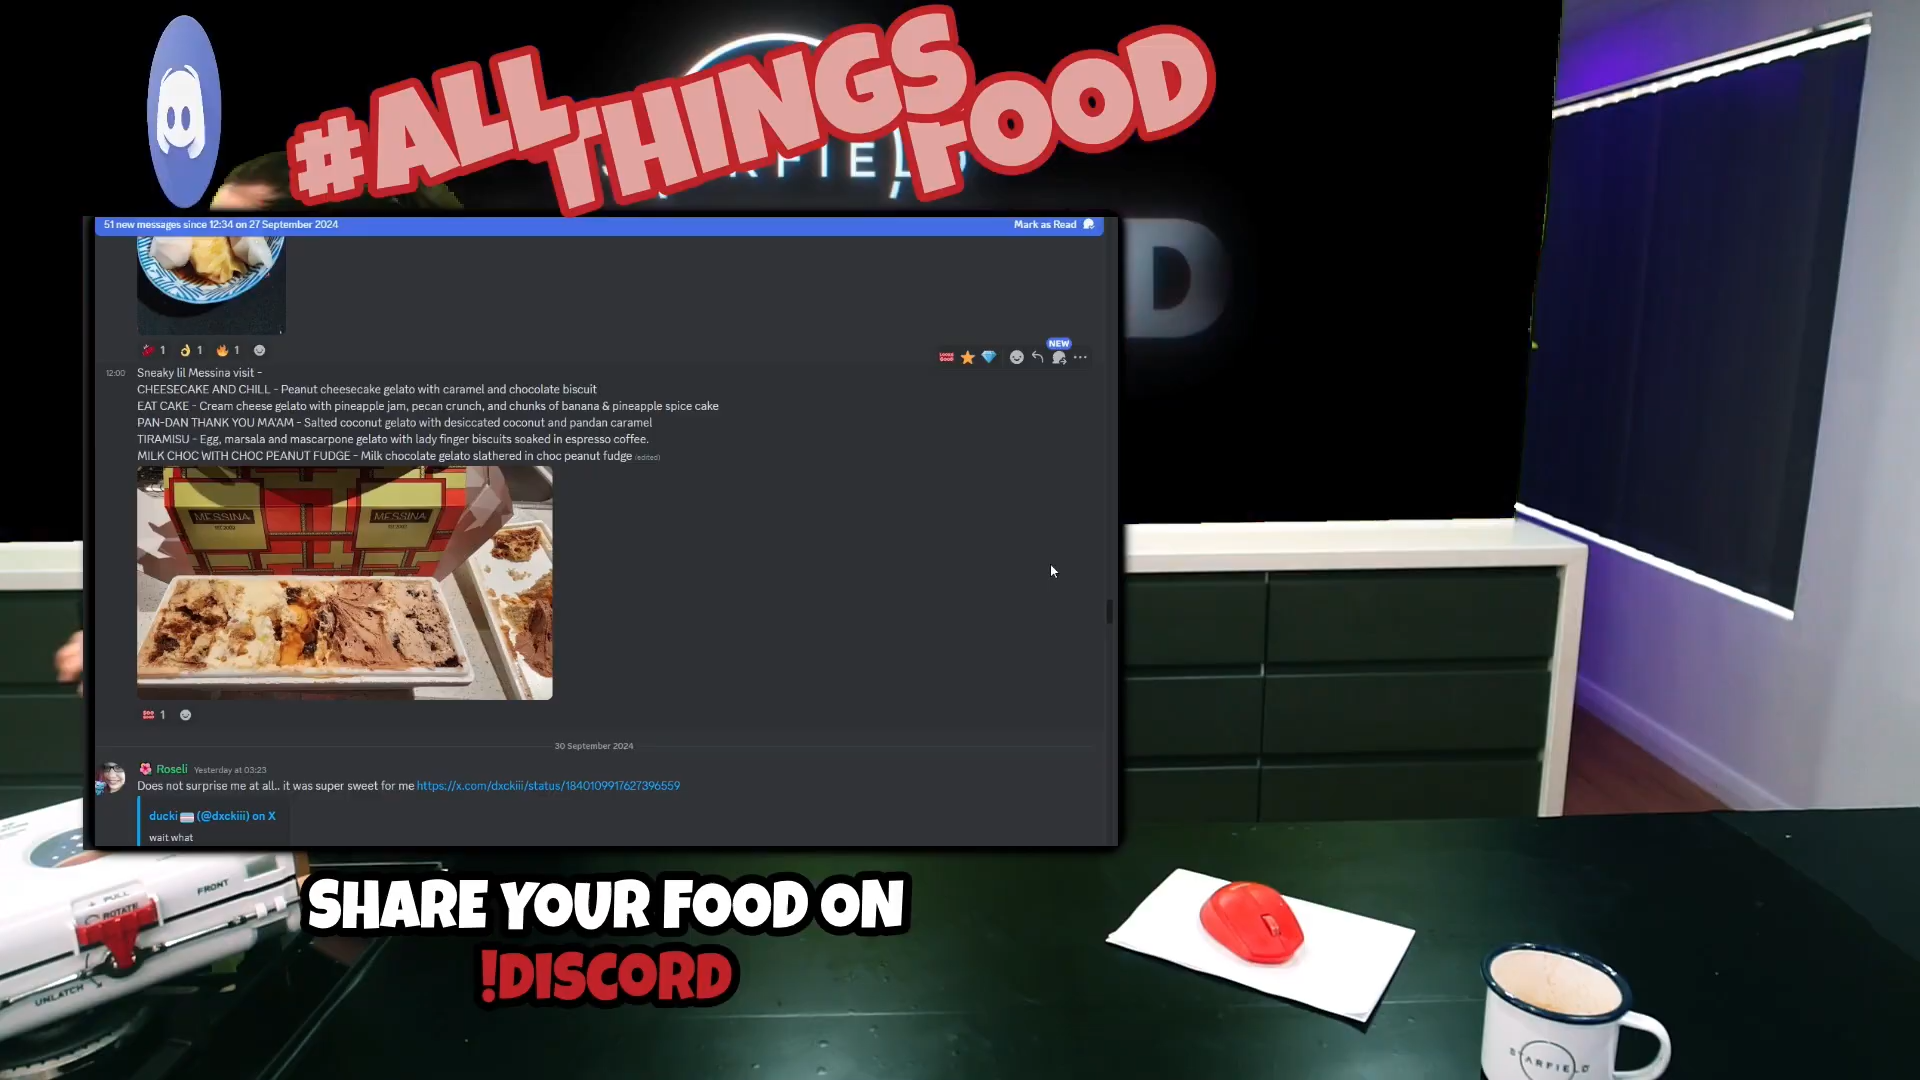 #ALL THINGS FOOD
51 new messages since 12:34 on 27 September 2024
Mark as Read
1
1
1
NEW
12:00
Sneaky lil Messina visit -
CHEESECAKE AND CHILL - Peanut cheesecake gelato with caramel and chocolate biscuit
EAT CAKE - Cream cheese gelato with pineapple jam, pecan crunch, and chunks of banana & pineapple spice cake
PAN-DAN THANK YOU MA'AM - Salted coconut gelato with desiccated coconut and pandan caramel
TIRAMISU - Egg, marsala and mascarpone gelato with lady finger biscuits soaked in espresso coffee.
MILK CHOC WITH CHOC PEANUT FUDGE - Milk chocolate gelato slathered in choc peanut fudge (edited)
MESSINA
MESSINA
1
30 September 2024
Roseli Yesterday at 03:23
Does not surprise me at all.. it was super sweet for me https://x.com/dxckiii/status/1840109917627396559
ducki (@dxckiii) on X
wait what
PULL
ROTATE
FRONT
UNLATCH
SHARE YOUR FOOD ON
!DISCORD
STARFIELD